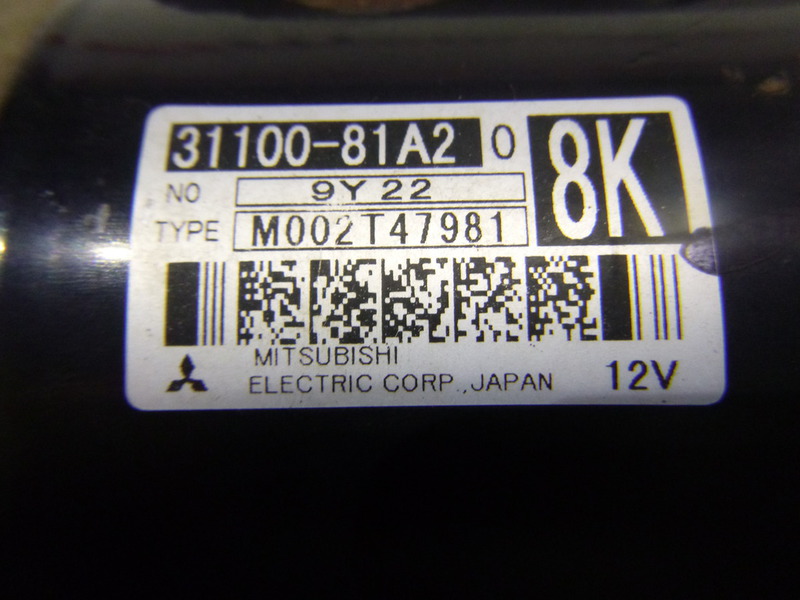 31100-81A2 0
8K
NO 9Y 22
TYPE M002T47981
MITSUBISHI
ELECTRIC CORP.,JAPAN 12V